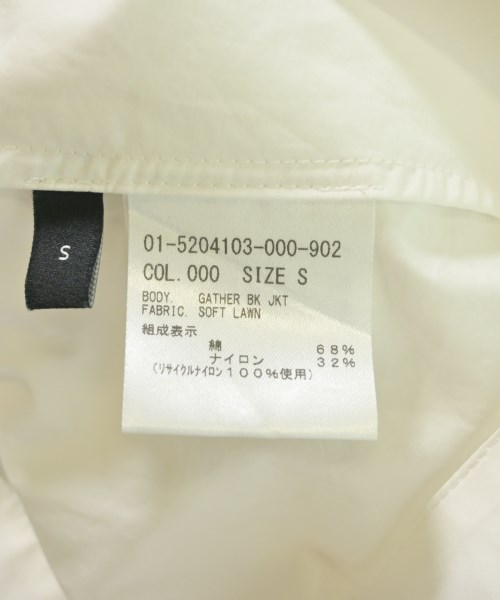 S
01-5204103-000-902
COL.000 SIZE S
BODY. GATHER BK JKT
FABRIC. SOFT LAWN
組成表示
綿 68%
ナイロン 32%
(リサイクルナイロン100%使用)